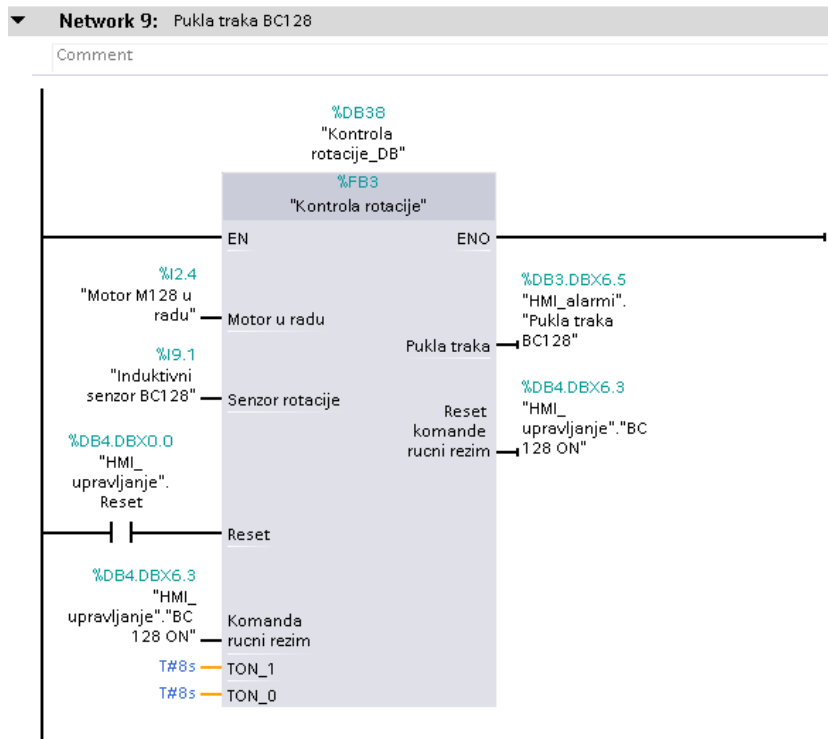 Network 9: Pukla traka BC128
Comment
%DB38
"Kontrola
rotacije_DB"
%FB3
"Kontrola rotacije"
EN
ENO
%I2.4
"Motor M128 u
radu"
Motor u radu
%DB3.DBX6.5
"HMI_alarmi".
"Pukla traka
BC128"
Pukla traka
%I9.1
"Induktivni
senzor BC128"
Senzor rotacije
%DB4.DBX6.3
"HMI_
upravljanje"."BC
128 ON"
Reset
komande
rucni rezim
%DB4.DBX0.0
"HMI_
upravljanje".
Reset
Reset
%DB4.DBX6.3
"HMI_
upravljanje"."BC
128 ON"
Komanda
rucni rezim
T#8s
TON_1
T#8s
TON_0